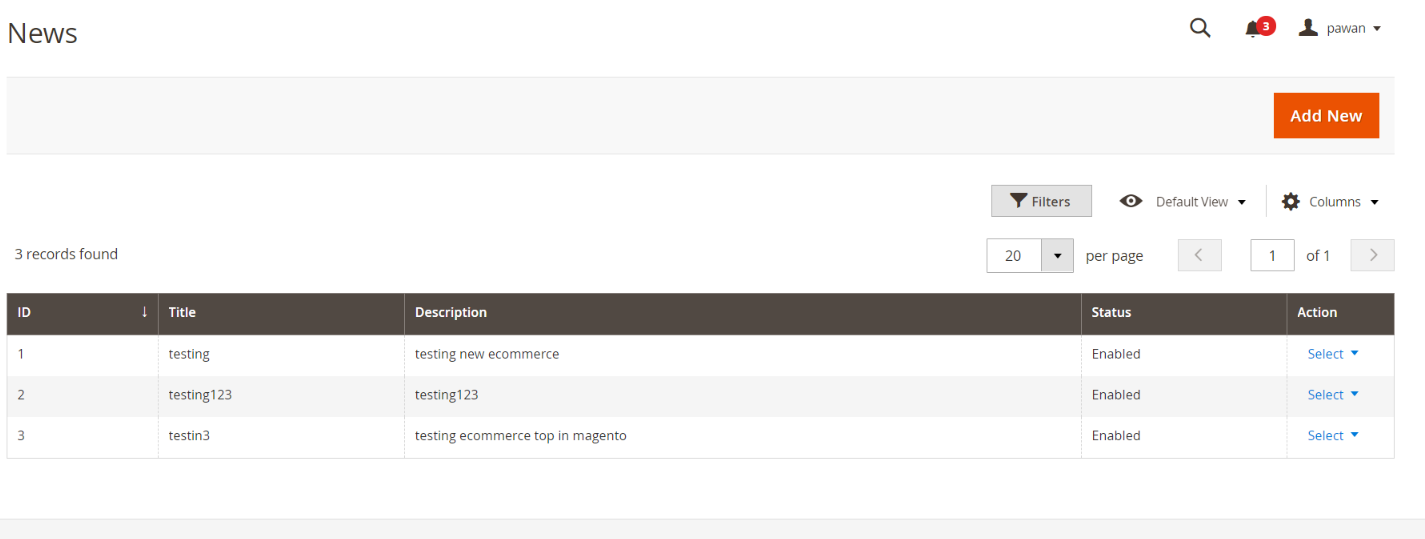 News
3
pawan
Add New
Filters
Default View
Columns
3 records found
20 per page 1 of 1
ID ↓ Title Description Status Action
1 testing testing new ecommerce Enabled Select
2 testing123 testing123 Enabled Select
3 testin3 testing ecommerce top in magento Enabled Select